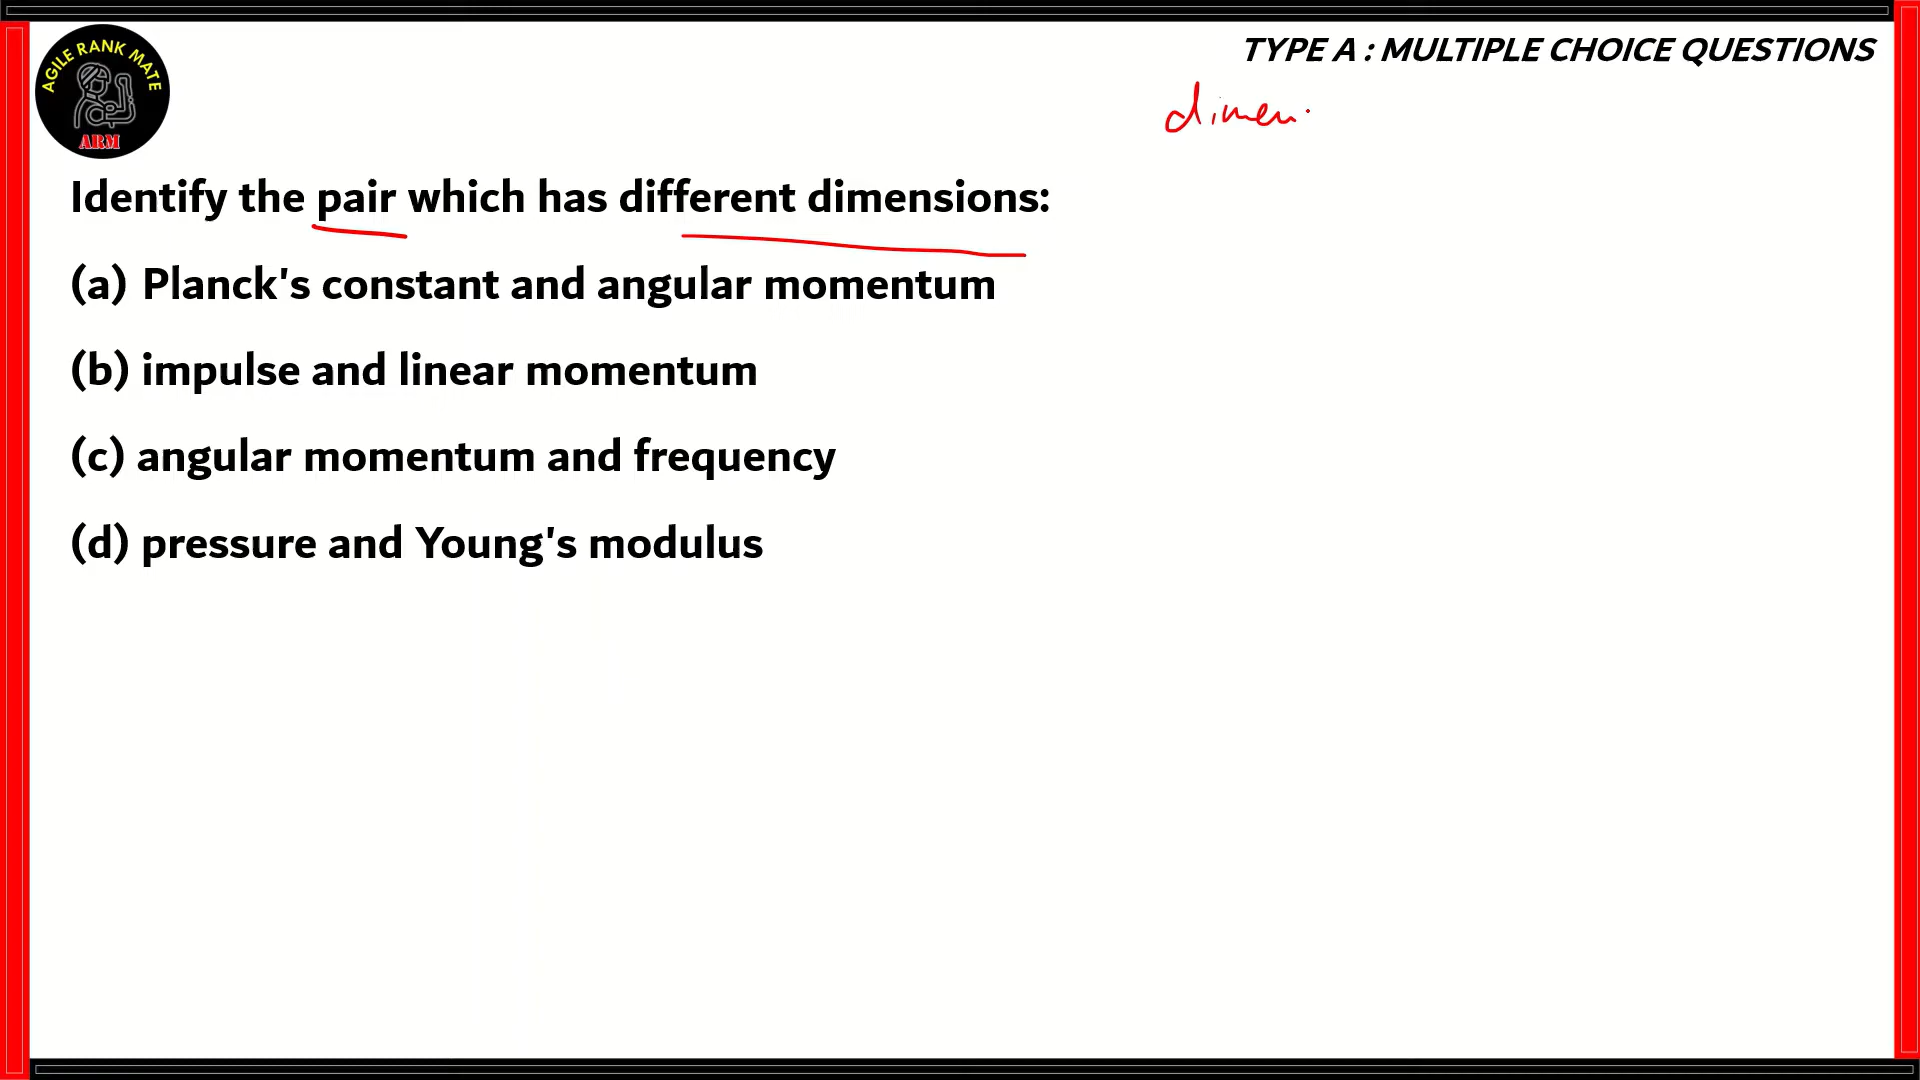 AGILE RANK MATE
ARM
TYPE A : MULTIPLE CHOICE QUESTIONS
dimen.
Identify the pair which has different dimensions:
(a) Planck's constant and angular momentum
(b) impulse and linear momentum
(c) angular momentum and frequency
(d) pressure and Young's modulus